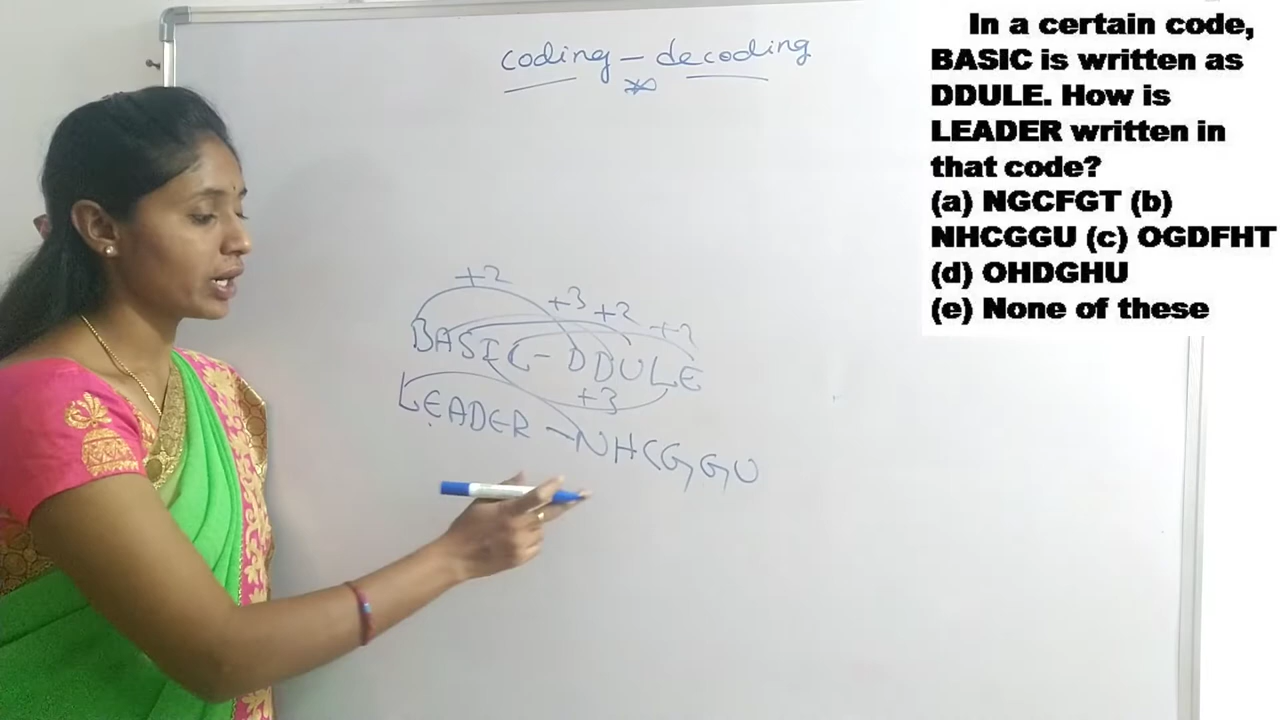 coding - decoding
In a certain code,
BASIC is written as
DDULE. How is
LEADER written in
that code?
(a) NGCFGT (b)
NHCGGU (c) OGDFHT
(d) OHDGHU
(e) None of these
+2 +3 +2 +2
BASIC - DDULE
+3
LEADER - NHCGGU